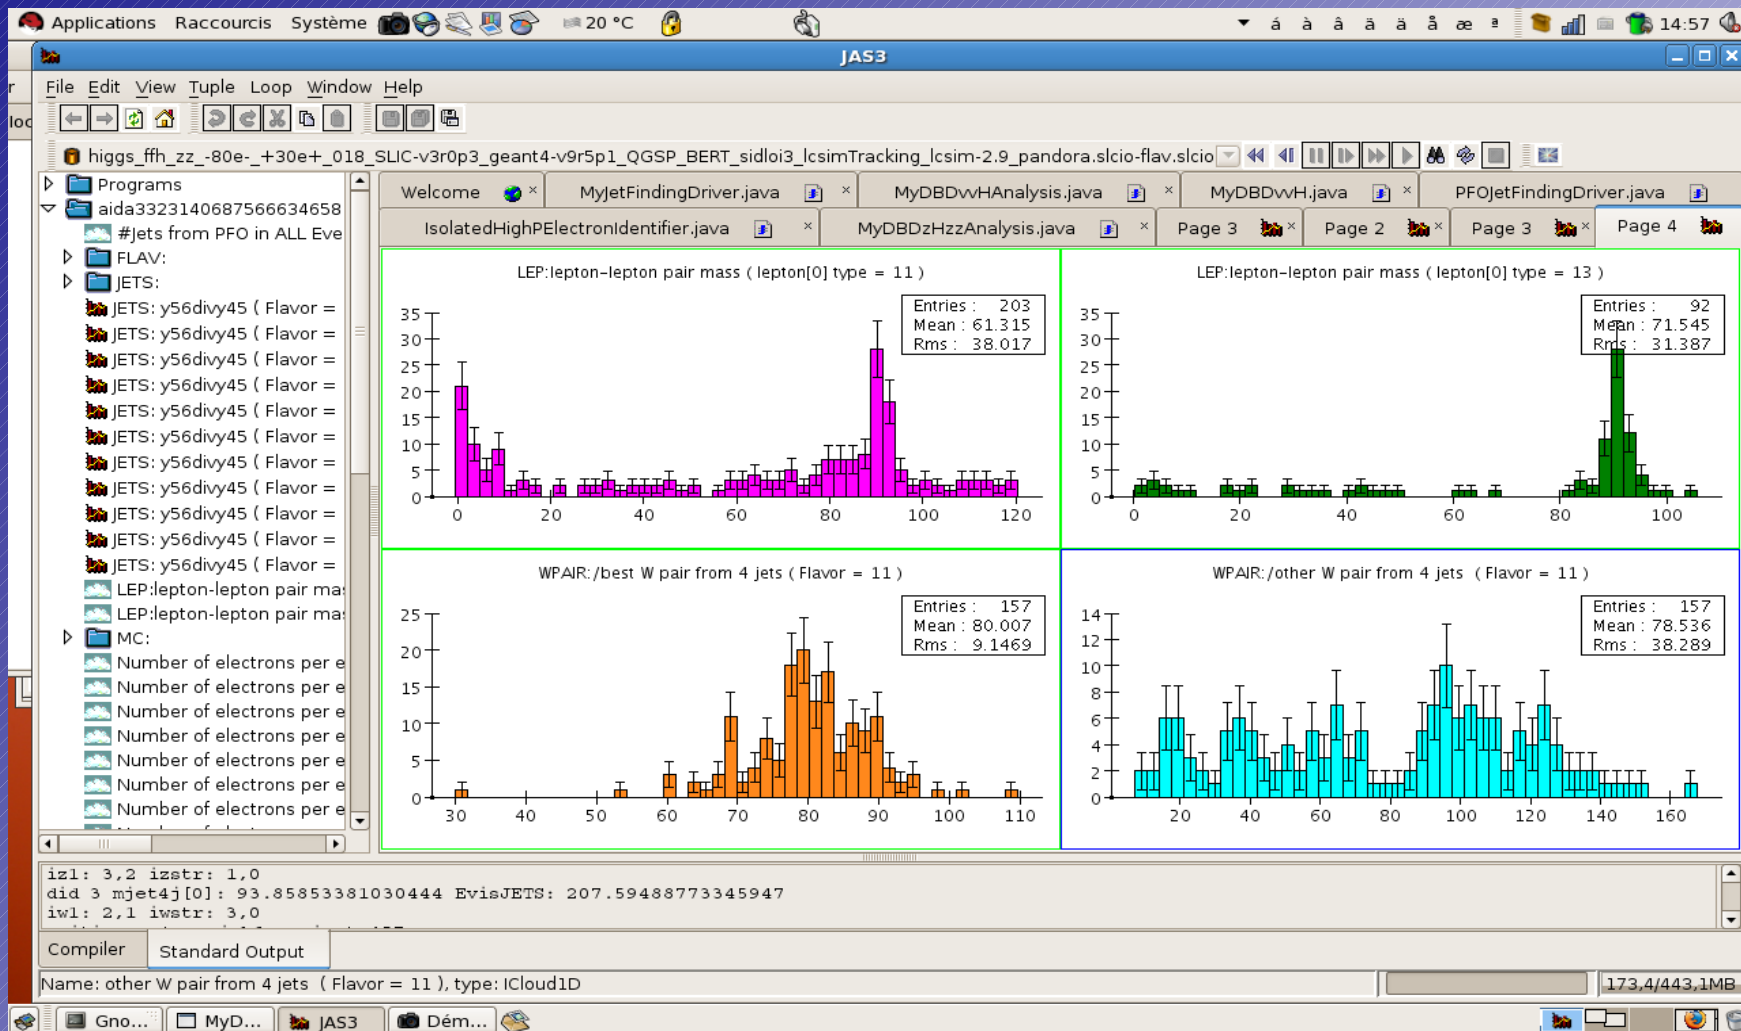 Applications Raccourcis Système 20 °C á à â ä ä å æ ª 14:57
JAS3
File Edit View Tuple Loop Window Help
higgs_ffh_zz_-80e-_+30e+_018_SLIC-v3r0p3_geant4-v9r5p1_QGSP_BERT_sidloi3_lcsimTracking_lcsim-2.9_pandora.slcio-flav.slcio
Programs
aida3323140687566634658
#Jets from PFO in ALL Eve
FLAV:
JETS:
JETS: y56divy45 ( Flavor =
JETS: y56divy45 ( Flavor =
JETS: y56divy45 ( Flavor =
JETS: y56divy45 ( Flavor =
JETS: y56divy45 ( Flavor =
JETS: y56divy45 ( Flavor =
JETS: y56divy45 ( Flavor =
JETS: y56divy45 ( Flavor =
JETS: y56divy45 ( Flavor =
JETS: y56divy45 ( Flavor =
JETS: y56divy45 ( Flavor =
LEP:lepton-lepton pair mas
LEP:lepton-lepton pair mas
MC:
Number of electrons per e
Number of electrons per e
Number of electrons per e
Number of electrons per e
Number of electrons per e
Number of electrons per e
Number of electrons per e
Welcome MyJetFindingDriver.java MyDBDvvHAnalysis.java MyDBDvvH.java PFOJetFindingDriver.java
IsolatedHighPElectronIdentifier.java MyDBDzHzzAnalysis.java Page 3 Page 2 Page 3 Page 4
LEP:lepton-lepton pair mass ( lepton[0] type = 11 )
Entries : 203
Mean : 61.315
Rms : 38.017
35
30
25
20
15
10
5
0
0 20 40 60 80 100 120
LEP:lepton-lepton pair mass ( lepton[0] type = 13 )
Entries : 92
Mean : 71.545
Rms : 31.387
35
30
25
20
15
10
5
0
0 20 40 60 80 100
WPAIR:/best W pair from 4 jets ( Flavor = 11 )
Entries : 157
Mean : 80.007
Rms : 9.1469
25
20
15
10
5
0
30 40 50 60 70 80 90 100 110
WPAIR:/other W pair from 4 jets ( Flavor = 11 )
Entries : 157
Mean : 78.536
Rms : 38.289
14
12
10
8
6
4
2
0
20 40 60 80 100 120 140 160
iz1: 3,2 izstr: 1,0
did 3 mjet4j[0]: 93.85853381030444 EvisJETS: 207.59488773345947
iw1: 2,1 iwstr: 3,0
Compiler Standard Output
Name: other W pair from 4 jets ( Flavor = 11 ), type: ICloud1D
173,4/443,1MB
Gno... MyD... JAS3 Dém...